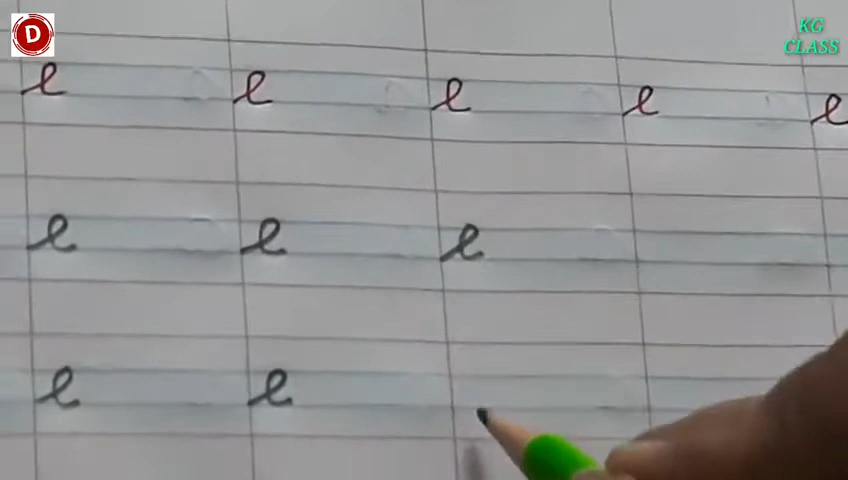 D
KG
CLASS
e e e e e
e e e
e e